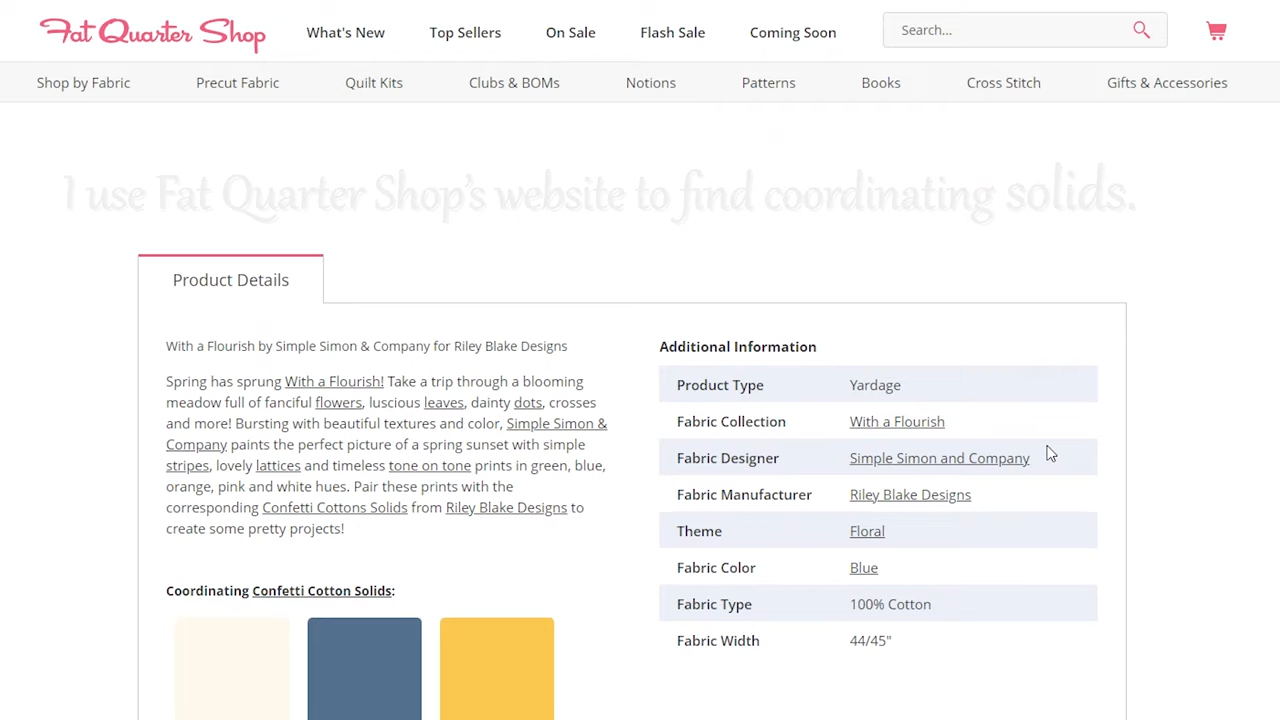 Fat Quarter Shop
What's New Top Sellers On Sale Flash Sale Coming Soon Search...
Shop by Fabric Precut Fabric Quilt Kits Clubs & BOMs Notions Patterns Books Cross Stitch Gifts & Accessories
I use Fat Quarter Shop's website to find coordinating solids.
Product Details
With a Flourish by Simple Simon & Company for Riley Blake Designs
Spring has sprung With a Flourish! Take a trip through a blooming
meadow full of fanciful flowers, luscious leaves, dainty dots, crosses
and more! Bursting with beautiful textures and color, Simple Simon &
Company paints the perfect picture of a spring sunset with simple
stripes, lovely lattices and timeless tone on tone prints in green, blue,
orange, pink and white hues. Pair these prints with the
corresponding Confetti Cottons Solids from Riley Blake Designs to
create some pretty projects!
Coordinating Confetti Cotton Solids:
Additional Information
Product Type Yardage
Fabric Collection With a Flourish
Fabric Designer Simple Simon and Company
Fabric Manufacturer Riley Blake Designs
Theme Floral
Fabric Color Blue
Fabric Type 100% Cotton
Fabric Width 44/45"